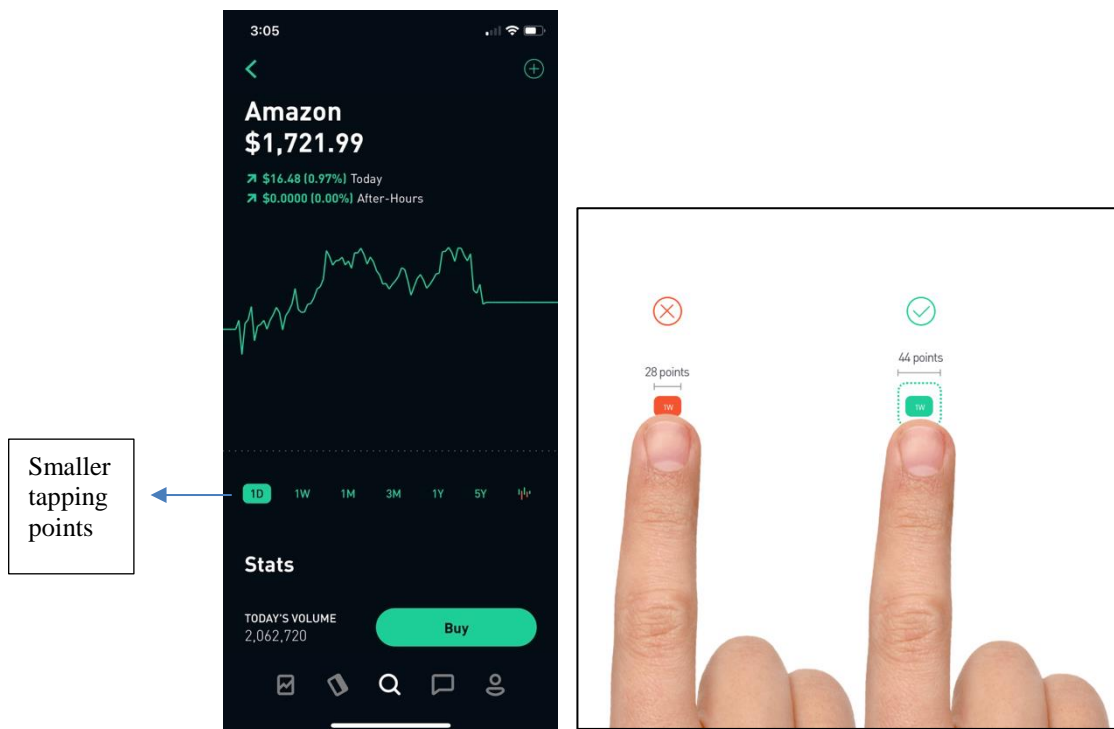 3:05
Amazon
$1,721.99
$16.48 (0.97%) Today
$0.0000 (0.00%) After-Hours
Smaller
tapping
points
1D 1W 1M 3M 1Y 5Y
Stats
TODAY'S VOLUME
2,062,720
Buy
28 points
1W
44 points
1W